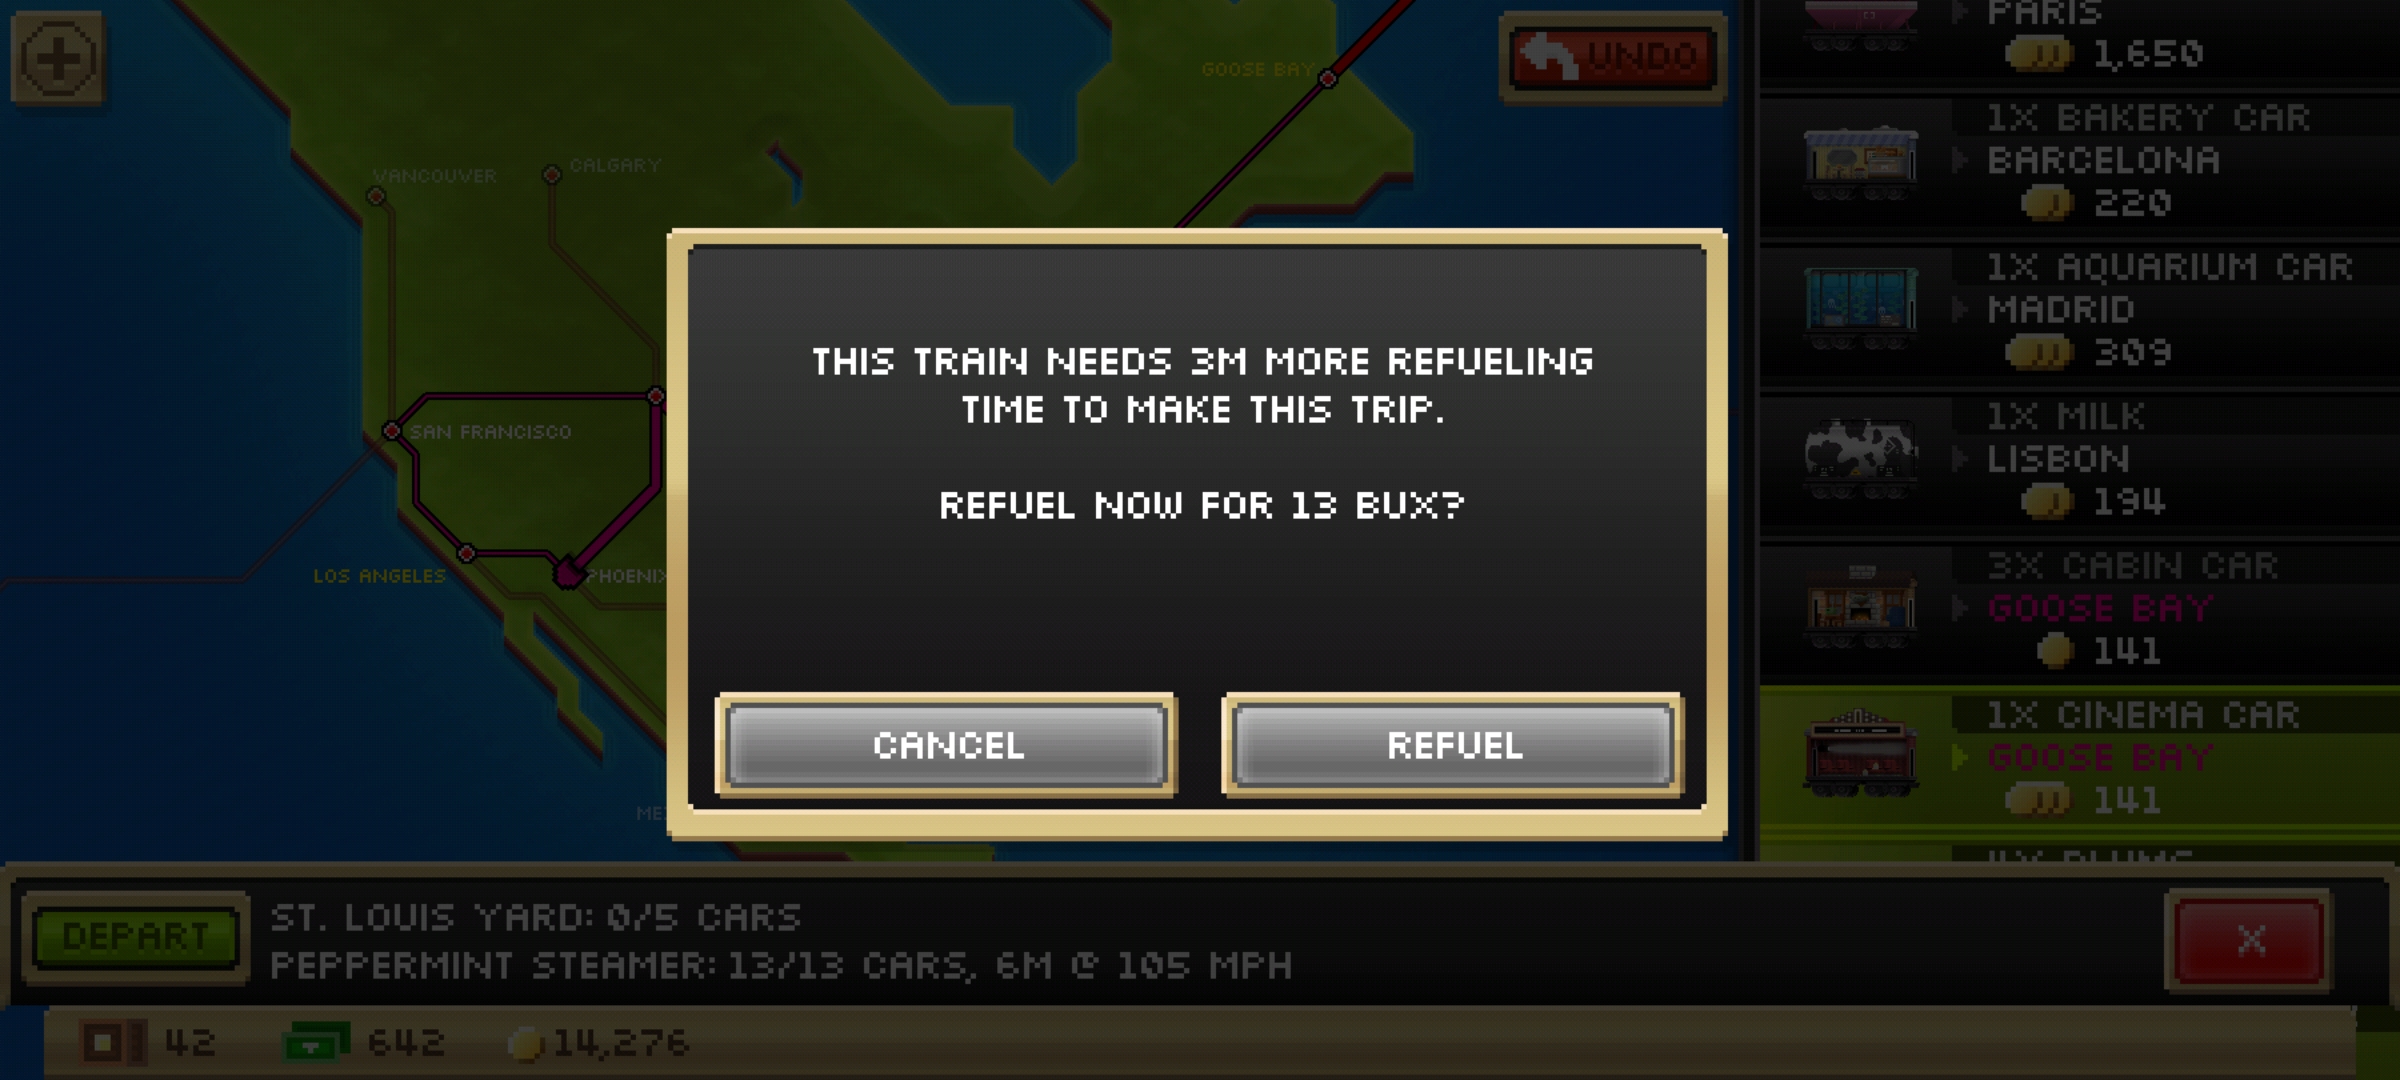 UNDO
GOOSE BAY
CALGARY
VANCOUVER
SAN FRANCISCO
LOS ANGELES
PHOENIX
THIS TRAIN NEEDS 3M MORE REFUELING
TIME TO MAKE THIS TRIP.
REFUEL NOW FOR 13 BUX?
CANCEL
REFUEL
PARIS
1,650
1X BAKERY CAR
BARCELONA
220
1X AQUARIUM CAR
MADRID
309
1X MILK
LISBON
194
3X CABIN CAR
GOOSE BAY
141
1X CINEMA CAR
GOOSE BAY
141
DEPART
ST. LOUIS YARD: 0/5 CARS
PEPPERMINT STEAMER: 13/13 CARS, 6M @ 105 MPH
X
42
642
14,276